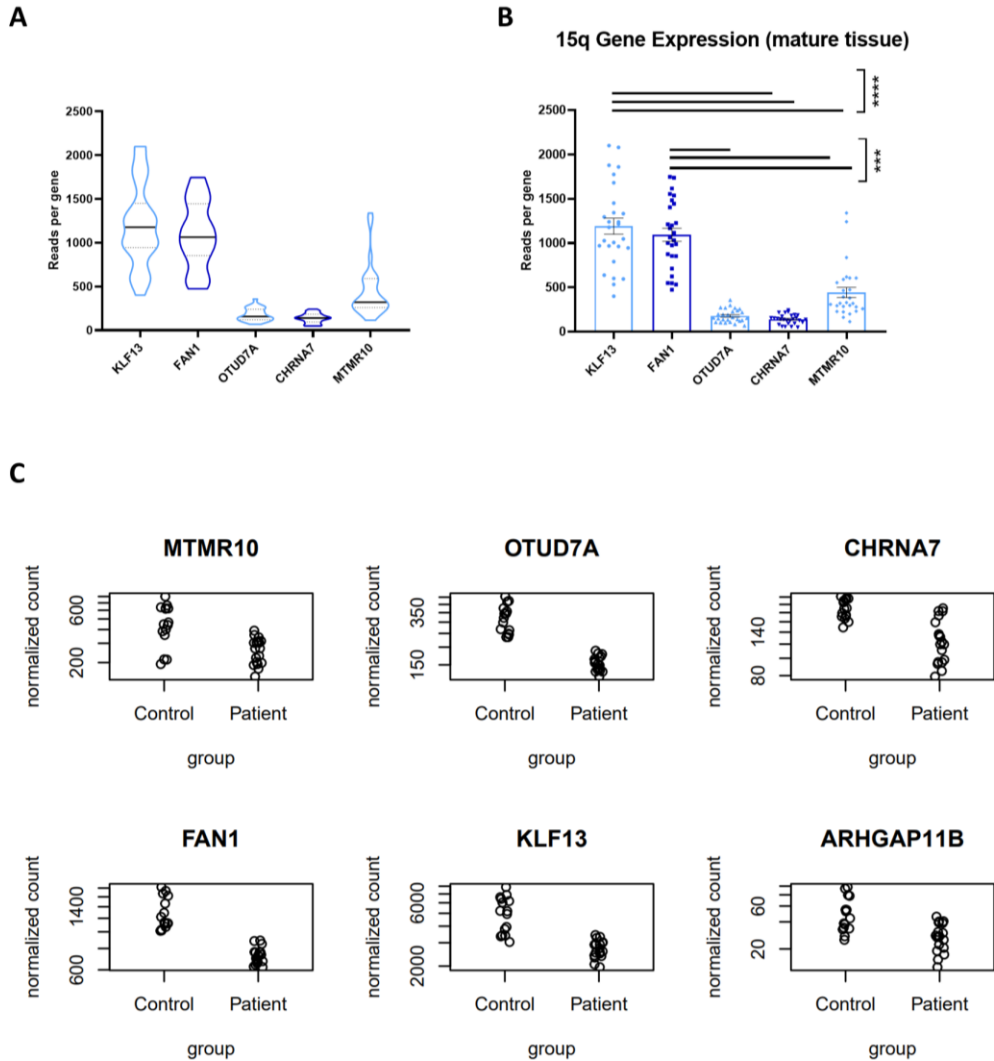 A
B
15q Gene Expression (mature tissue)
Reads per gene
2500
2000
1500
1000
500
0
KLF13
FAN1
OTUD7A
CHRNA7
MTMR10
Reads per gene
2500
2000
1500
1000
500
0
KLF13
FAN1
OTUD7A
CHRNA7
MTMR10
****
***
C
MTMR10
normalized count
600
200
Control Patient
group
OTUD7A
normalized count
350
150
Control Patient
group
CHRNA7
normalized count
140
80
Control Patient
group
FAN1
normalized count
1400
600
Control Patient
group
KLF13
normalized count
6000
2000
Control Patient
group
ARHGAP11B
normalized count
60
20
Control Patient
group